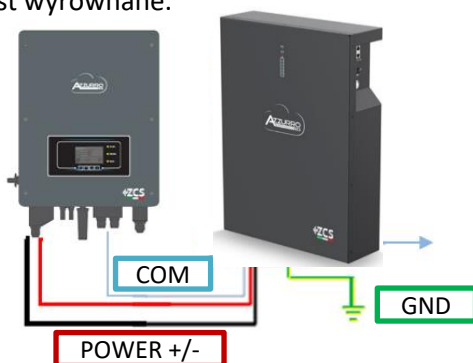 st wyrównane.
AZZURRO
ZCS
AZZURRO
ZCS
COM
GND
POWER +/-